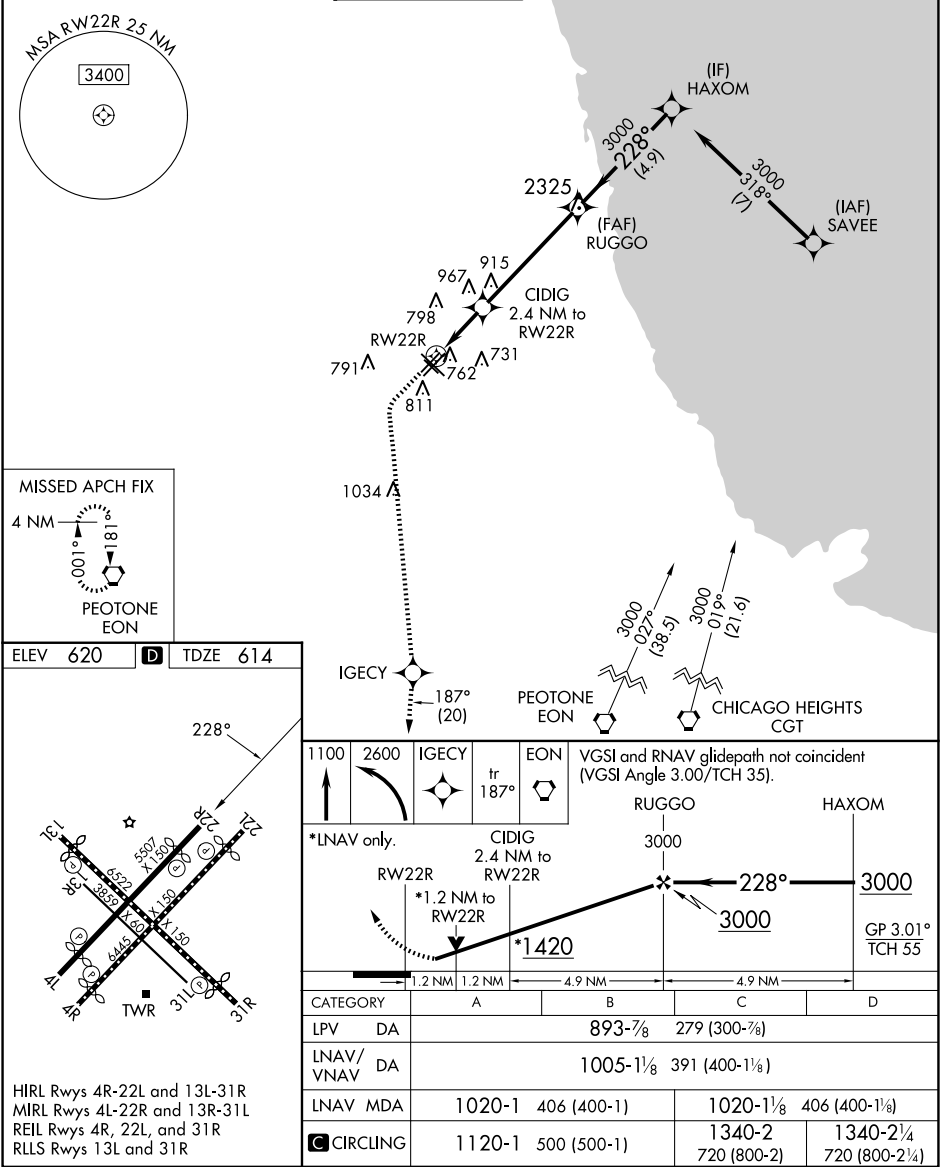 MSA RW22R 25 NM
3400
(IF)
HAXOM
3000
228°
(4.9)
3000
318°
(7)
(IAF)
SAVEE
2325
(FAF)
RUGGO
915
967
798
CIDIG
2.4 NM to
RW22R
RW22R
791
731
762
811
1034
MISSED APCH FIX
4 NM
001°
181°
PEOTONE
EON
IGECY
187°
(20)
3000
027°
(38.5)
3000
019°
(21.6)
PEOTONE
EON
CHICAGO HEIGHTS
CGT
ELEV 620 D TDZE 614
228°
13L
22R
22L
13R
5507
X 150
6522
3859
X 60
X 150
X 150
6445
P
P
P
P
P
P
4L
4R
TWR
31L
31R
HIRL Rwys 4R-22L and 13L-31R
MIRL Rwys 4L-22R and 13R-31L
REIL Rwys 4R, 22L, and 31R
RLLS Rwys 13L and 31R
1100 2600 IGECY tr 187° EON
VGSI and RNAV glidepath not coincident
(VGSI Angle 3.00/TCH 35).
*LNAV only.
CIDIG
2.4 NM to
RW22R
RUGGO
3000
HAXOM
RW22R
*1.2 NM to
RW22R
228°
3000
3000
*1420
GP 3.01°
TCH 55
1.2 NM 1.2 NM 4.9 NM 4.9 NM
CATEGORY A B C D
LPV DA 893-⅞ 279 (300-⅞)
LNAV/
VNAV DA 1005-1⅛ 391 (400-1⅛)
LNAV MDA 1020-1 406 (400-1) 1020-1⅛ 406 (400-1⅛)
C CIRCLING 1120-1 500 (500-1) 1340-2 720 (800-2) 1340-2¼ 720 (800-2¼)